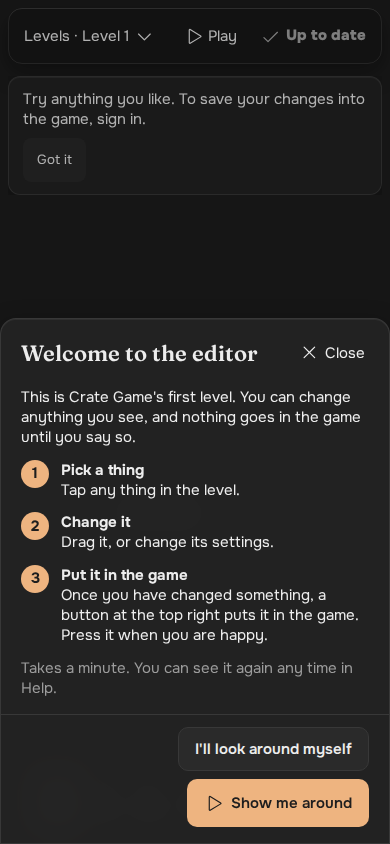 Levels · Level 1
Play
Up to date
Try anything you like. To save your changes into
the game, sign in.
Got it
Welcome to the editor
Close
This is Crate Game's first level. You can change
anything you see, and nothing goes in the game
until you say so.
1
Pick a thing
Tap any thing in the level.
2
Change it
Drag it, or change its settings.
3
Put it in the game
Once you have changed something, a
button at the top right puts it in the game.
Press it when you are happy.
Takes a minute. You can see it again any time in
Help.
I'll look around myself
Show me around